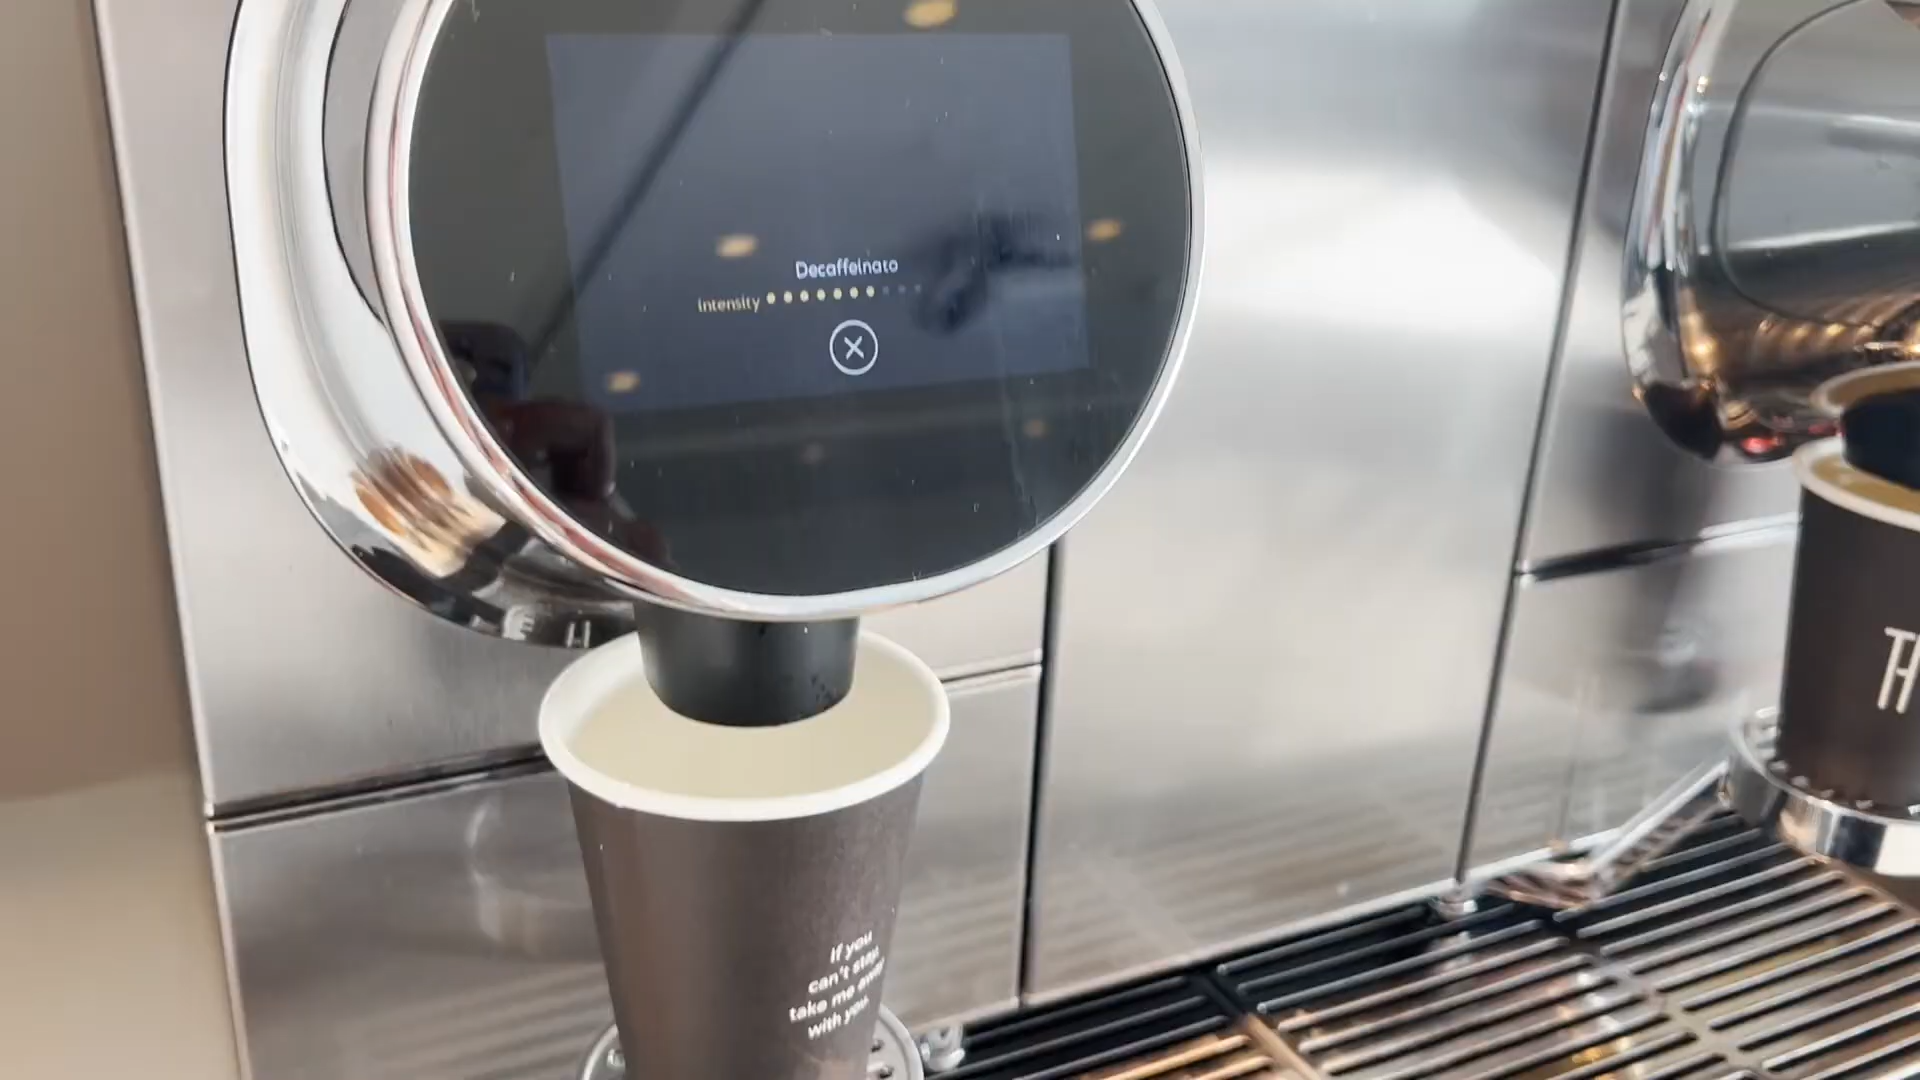 Decaffeinato
Intensity
If you
can't stay,
take me away
with you